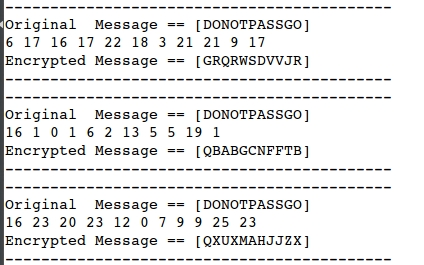 ------------------------------------------
Original  Message == [DONOTPASSGO]
6 17 16 17 22 18 3 21 21 9 17
Encrypted Message == [GRQRWSDVVJR]
------------------------------------------
------------------------------------------
Original  Message == [DONOTPASSGO]
16 1 0 1 6 2 13 5 5 19 1
Encrypted Message == [QBABGCNFFTB]
------------------------------------------
------------------------------------------
Original  Message == [DONOTPASSGO]
16 23 20 23 12 0 7 9 9 25 23
Encrypted Message == [QXUXMAHJJZX]
------------------------------------------